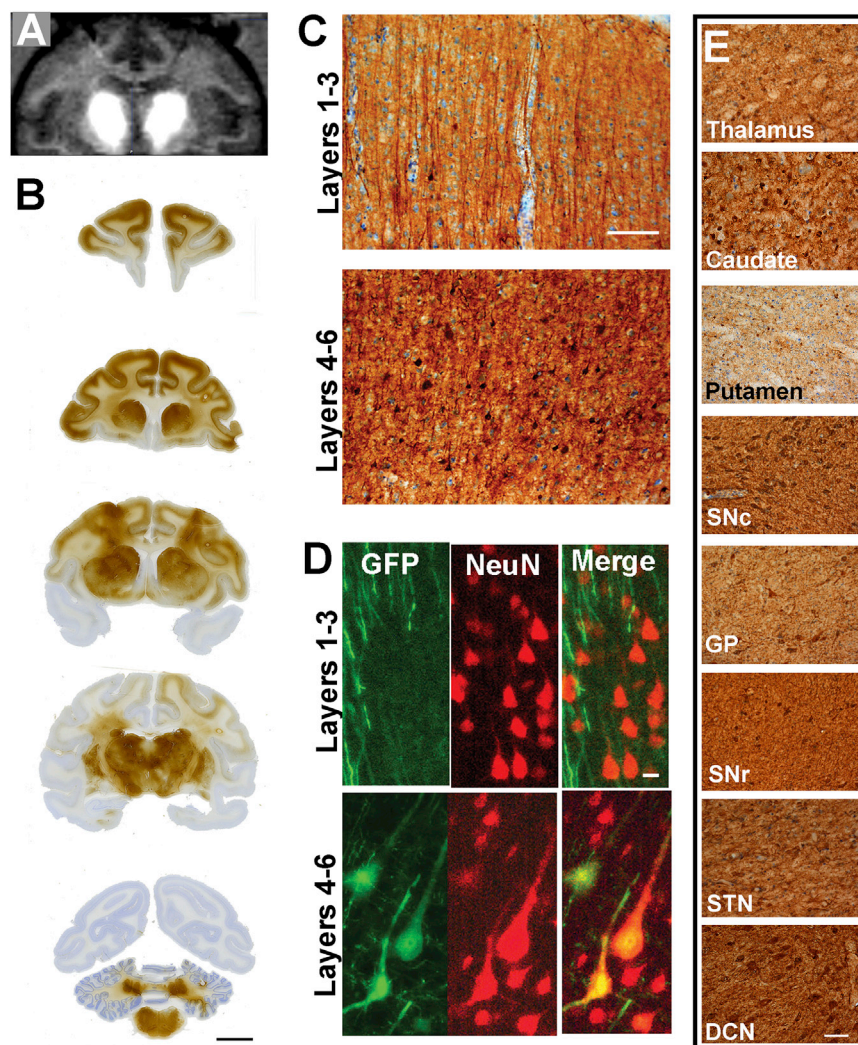 A
B
C
Layers 1-3
Layers 4-6
D
GFP NeuN Merge
Layers 1-3
Layers 4-6
E
Thalamus
Caudate
Putamen
SNc
GP
SNr
STN
DCN